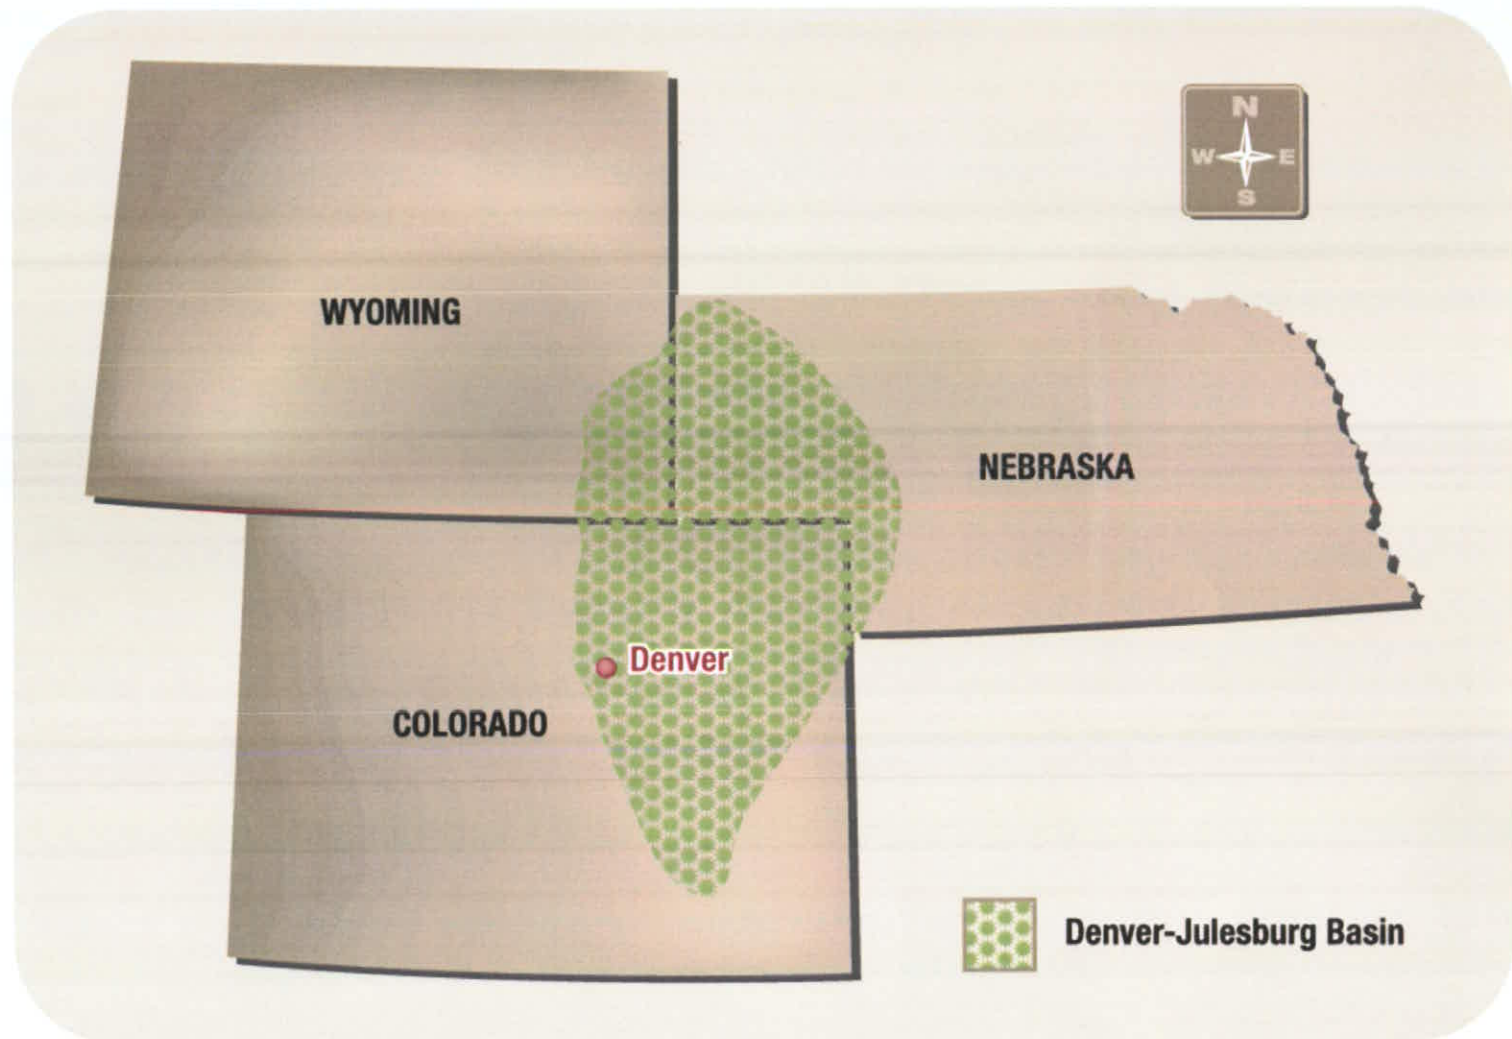 N
W E
S
WYOMING
NEBRASKA
Denver
COLORADO
Denver-Julesburg Basin